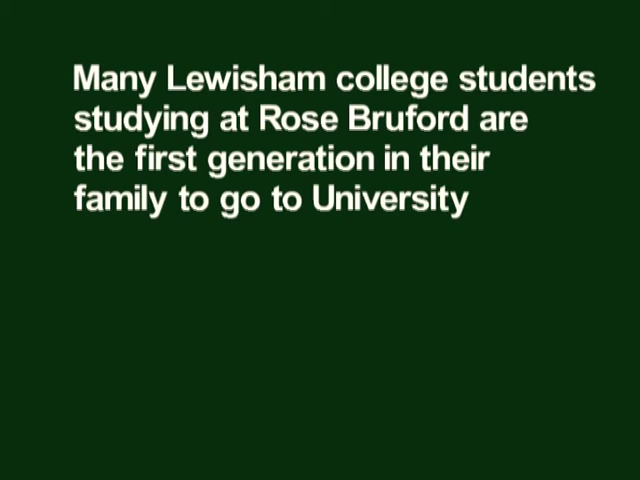 Many Lewisham college students
studying at Rose Bruford are
the first generation in their
family to go to University